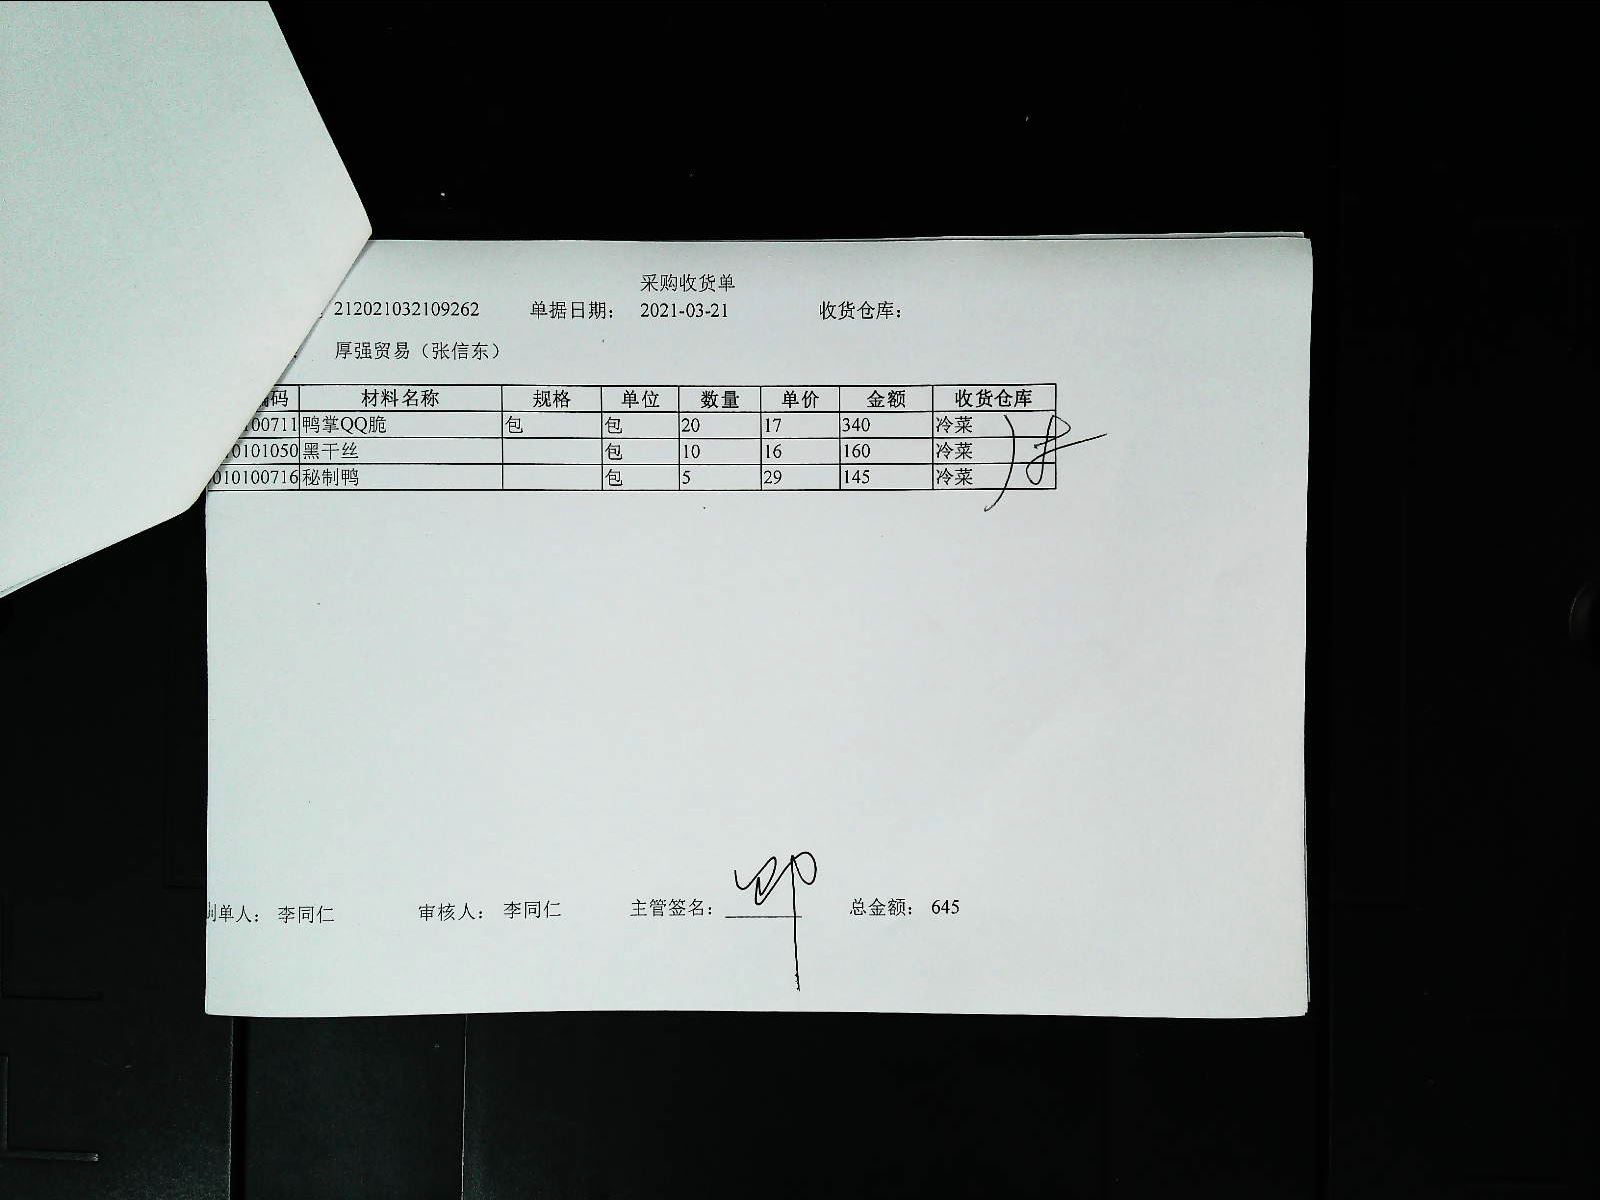 采购收货单
212021032109262 单据日期： 2021-03-21 收货仓库：
厚强贸易（张信东）
编码 材料名称 规格 单位 数量 单价 金额 收货仓库
00711 鸭掌QQ脆 包 包 20 17 340 冷菜
0101050 黑干丝 包 10 16 160 冷菜
010100716 秘制鸭 包 5 29 145 冷菜
制单人： 李同仁 审核人： 李同仁 主管签名： 总金额： 645